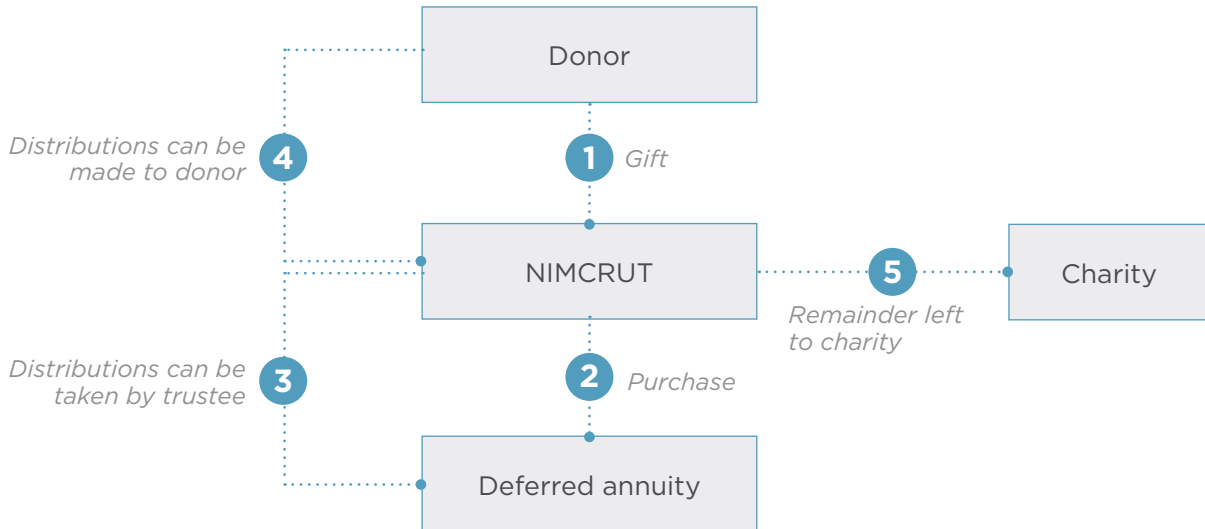 Donor
Distributions can be
made to donor
4
1
Gift
NIMCRUT
5
Charity
Remainder left
to charity
Distributions can be
taken by trustee
3
2
Purchase
Deferred annuity